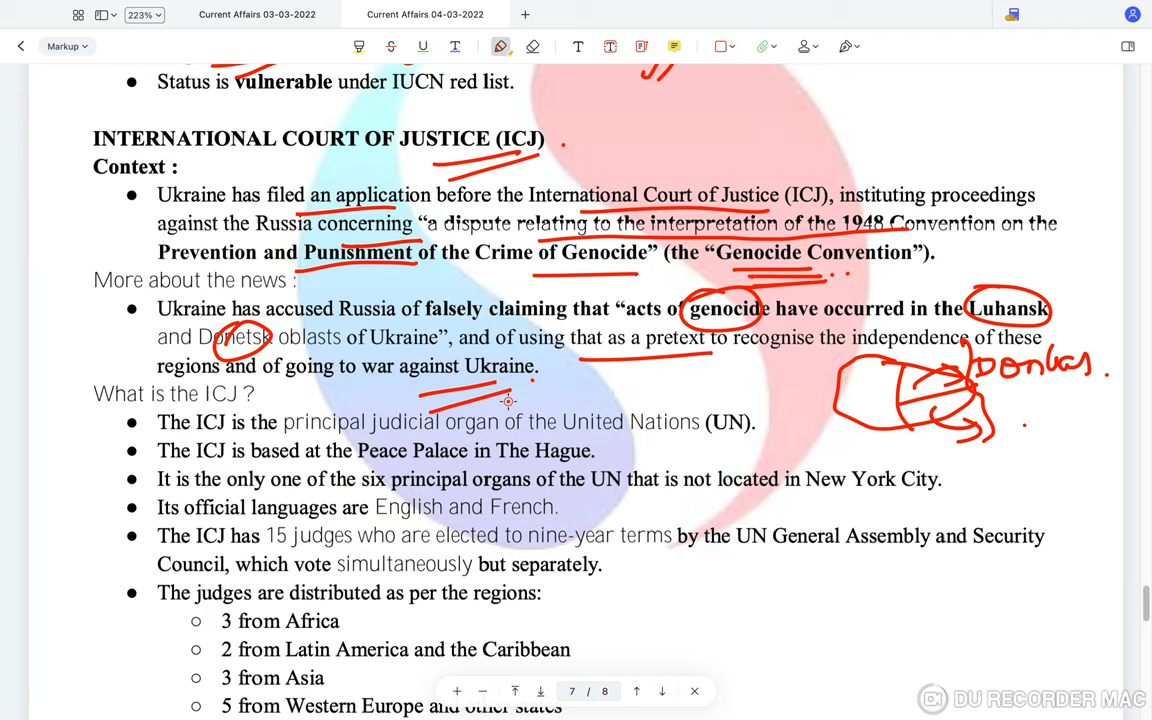 223%
Current Affairs 03-03-2022
Current Affairs 04-03-2022
Markup
● Status is vulnerable under IUCN red list.
INTERNATIONAL COURT OF JUSTICE (ICJ)
Context :
● Ukraine has filed an application before the International Court of Justice (ICJ), instituting proceedings
against the Russia concerning “a dispute relating to the interpretation of the 1948 Convention on the
Prevention and Punishment of the Crime of Genocide” (the “Genocide Convention”).
More about the news :
● Ukraine has accused Russia of falsely claiming that “acts of genocide have occurred in the Luhansk
and Donetsk oblasts of Ukraine”, and of using that as a pretext to recognise the independence of these
regions and of going to war against Ukraine.
Donbas
What is the ICJ ?
● The ICJ is the principal judicial organ of the United Nations (UN).
● The ICJ is based at the Peace Palace in The Hague.
● It is the only one of the six principal organs of the UN that is not located in New York City.
● Its official languages are English and French.
● The ICJ has 15 judges who are elected to nine-year terms by the UN General Assembly and Security
Council, which vote simultaneously but separately.
● The judges are distributed as per the regions:
○ 3 from Africa
○ 2 from Latin America and the Caribbean
○ 3 from Asia
○ 5 from Western Europe and other states
7 / 8
DU RECORDER MAC